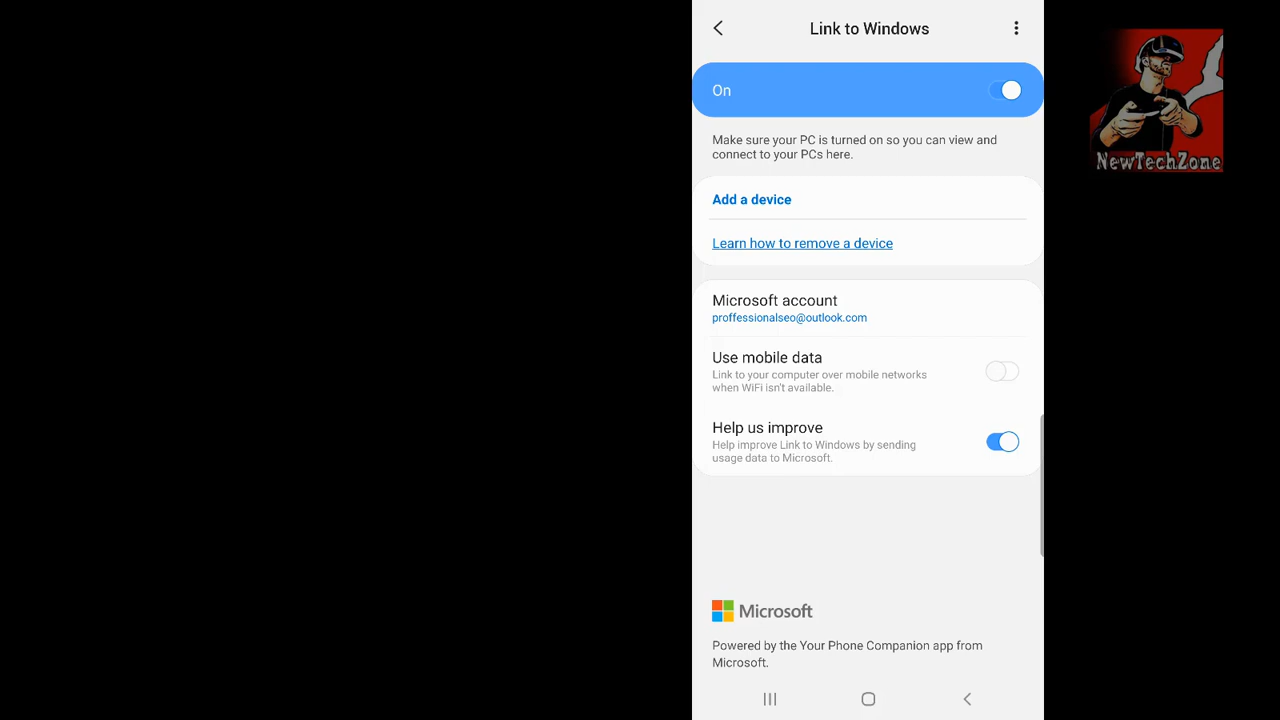 Link to Windows
On
Make sure your PC is turned on so you can view and
connect to your PCs here.
Add a device
Learn how to remove a device
Microsoft account
proffessionalseo@outlook.com
Use mobile data
Link to your computer over mobile networks
when WiFi isn't available.
Help us improve
Help improve Link to Windows by sending
usage data to Microsoft.
Microsoft
Powered by the Your Phone Companion app from
Microsoft.
NewTechZone